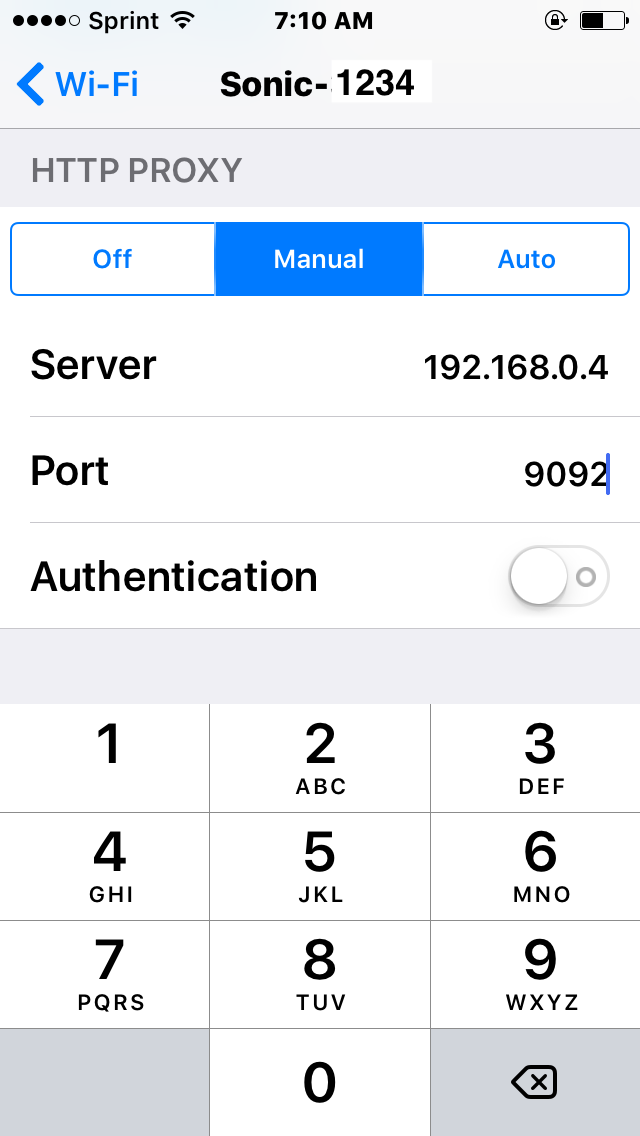 Sprint 7:10 AM
Wi-Fi Sonic-1234
HTTP PROXY
Off Manual Auto
Server 192.168.0.4
Port 9092
Authentication
1 2 3
ABC DEF
4 5 6
GHI JKL MNO
7 8 9
PQRS TUV WXYZ
0